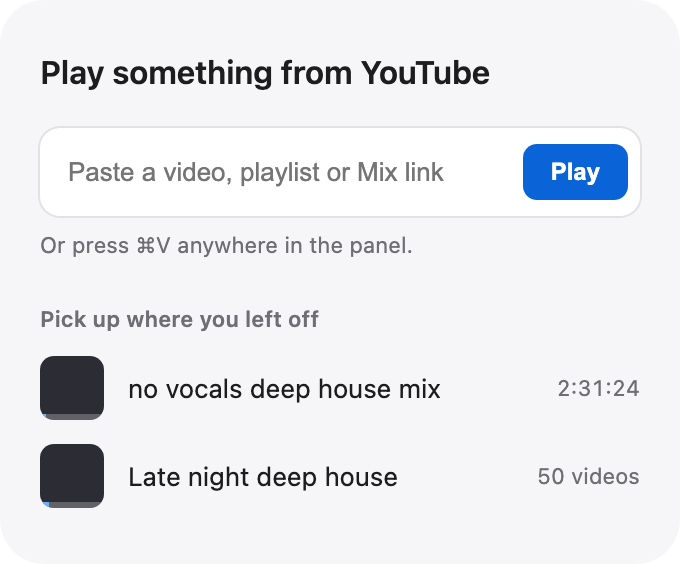 Play something from YouTube
Paste a video, playlist or Mix link
Play
Or press ⌘V anywhere in the panel.
Pick up where you left off
no vocals deep house mix
2:31:24
Late night deep house
50 videos